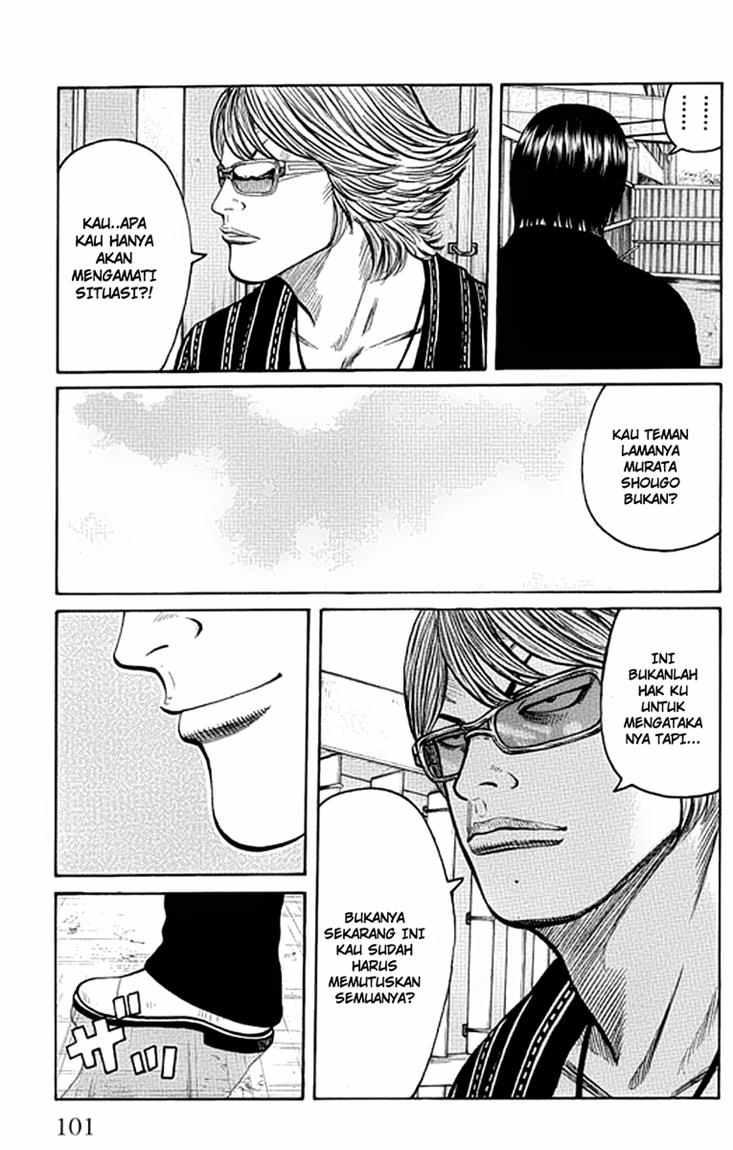 ......
KAU..APA
KAU HANYA
AKAN
MENGAMATI
SITUASI?!
KAU TEMAN
LAMANYA
MURATA
SHOUGO
BUKAN?
INI
BUKANLAH
HAK KU
UNTUK
MENGATAKA
NYA TAPI...
BUKANYA
SEKARANG INI
KAU SUDAH
HARUS
MEMUTUSKAN
SEMUANYA?
ザッ
101